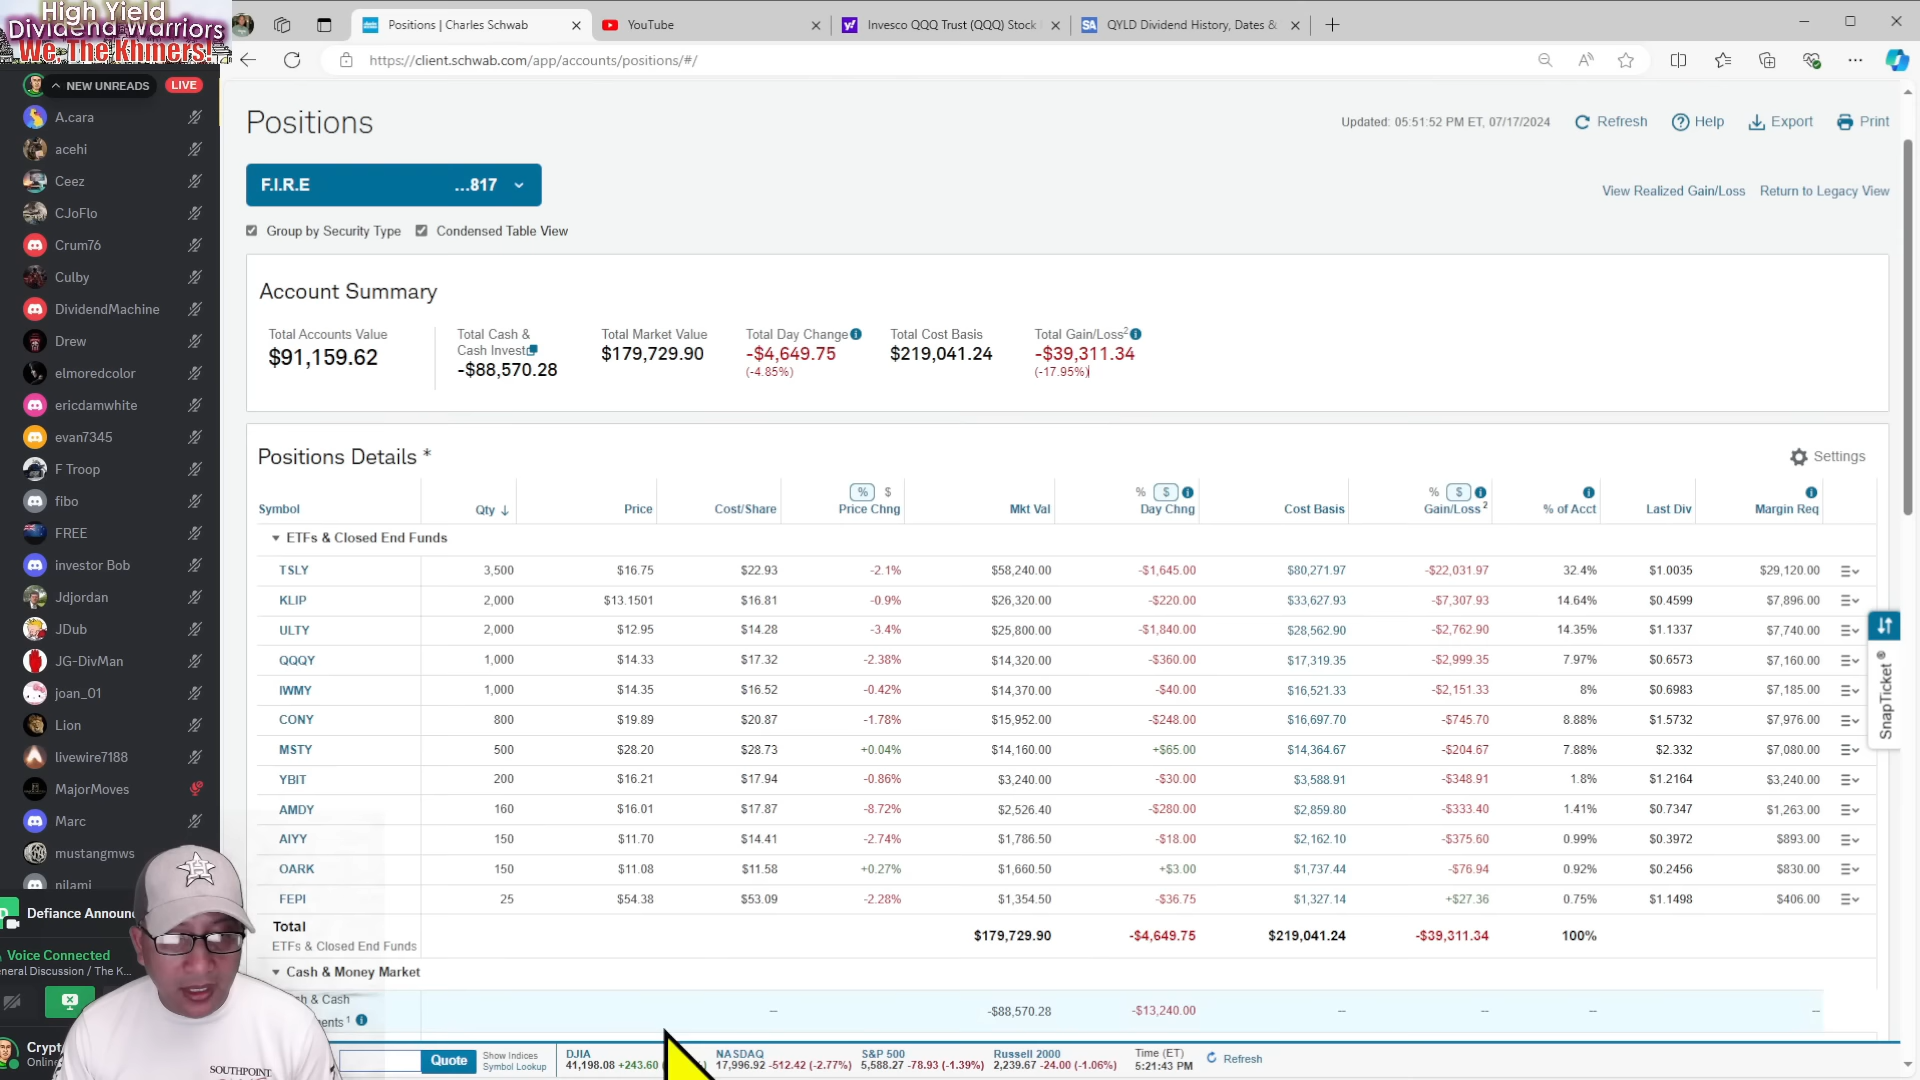 High Yield
Dividend Warriors
We The Khmers!
Positions | Charles Schwab
YouTube
Invesco QQQ Trust (QQQ) Stock
QYLD Dividend History, Dates &
https://client.schwab.com/app/accounts/positions/#/
NEW UNREADS
LIVE
A.cara
acehi
Ceez
CJoFlo
Crum76
Culby
DividendMachine
Drew
elmoredcolor
ericdamwhite
evan7345
F Troop
fibo
FREE
investor Bob
Jdjordan
JDub
JG-DivMan
joan_01
Lion
livewire7188
MajorMoves
Marc
mustangmws
nilami
Defiance Announ
Voice Connected
eneral Discussion / The K...
Crypt
Online
SOUTHPOINT
Positions
Updated: 05:51:52 PM ET, 07/17/2024
Refresh
Help
Export
Print
F.I.R.E ...817
View Realized Gain/Loss
Return to Legacy View
Group by Security Type
Condensed Table View
Account Summary
Total Accounts Value
$91,159.62
Total Cash &
Cash Invest
-$88,570.28
Total Market Value
$179,729.90
Total Day Change
-$4,649.75
(-4.85%)
Total Cost Basis
$219,041.24
Total Gain/Loss2
-$39,311.34
(-17.95%)
Positions Details *
Settings
% $ % $ % $
Symbol Qty ↓ Price Cost/Share Price Chng Mkt Val Day Chng Cost Basis Gain/Loss 2 % of Acct Last Div Margin Req
ETFs & Closed End Funds
TSLY 3,500 $16.75 $22.93 -2.1% $58,240.00 -$1,645.00 $80,271.97 -$22,031.97 32.4% $1.0035 $29,120.00
KLIP 2,000 $13.1501 $16.81 -0.9% $26,320.00 -$220.00 $33,627.93 -$7,307.93 14.64% $0.4599 $7,896.00
ULTY 2,000 $12.95 $14.28 -3.4% $25,800.00 -$1,840.00 $28,562.90 -$2,762.90 14.35% $1.1337 $7,740.00
QQQY 1,000 $14.33 $17.32 -2.38% $14,320.00 -$360.00 $17,319.35 -$2,999.35 7.97% $0.6573 $7,160.00
IWMY 1,000 $14.35 $16.52 -0.42% $14,370.00 -$40.00 $16,521.33 -$2,151.33 8% $0.6983 $7,185.00
CONY 800 $19.89 $20.87 -1.78% $15,952.00 -$248.00 $16,697.70 -$745.70 8.88% $1.5732 $7,976.00
MSTY 500 $28.20 $28.73 +0.04% $14,160.00 +$65.00 $14,364.67 -$204.67 7.88% $2.332 $7,080.00
YBIT 200 $16.21 $17.94 -0.86% $3,240.00 -$30.00 $3,588.91 -$348.91 1.8% $1.2164 $3,240.00
AMDY 160 $16.01 $17.87 -8.72% $2,526.40 -$280.00 $2,859.80 -$333.40 1.41% $0.7347 $1,263.00
AIYY 150 $11.70 $14.41 -2.74% $1,786.50 -$18.00 $2,162.10 -$375.60 0.99% $0.3972 $893.00
OARK 150 $11.08 $11.58 +0.27% $1,660.50 +$3.00 $1,737.44 -$76.94 0.92% $0.2456 $830.00
FEPI 25 $54.38 $53.09 -2.28% $1,354.50 -$36.75 $1,327.14 +$27.36 0.75% $1.1498 $406.00
Total
ETFs & Closed End Funds
$179,729.90 -$4,649.75 $219,041.24 -$39,311.34 100%
Cash & Money Market
h & Cash
ents 1
-- -$88,570.28 -$13,240.00 -- -- -- -- --
SnapTicket ®
Quote
Show Indices
Symbol Lookup
DJIA
41,198.08 +243.60
NASDAQ
17,996.92 -512.42 (-2.77%)
S&P 500
5,588.27 -78.93 (-1.39%)
Russell 2000
2,239.67 -24.00 (-1.06%)
Time (ET)
5:21:43 PM
Refresh